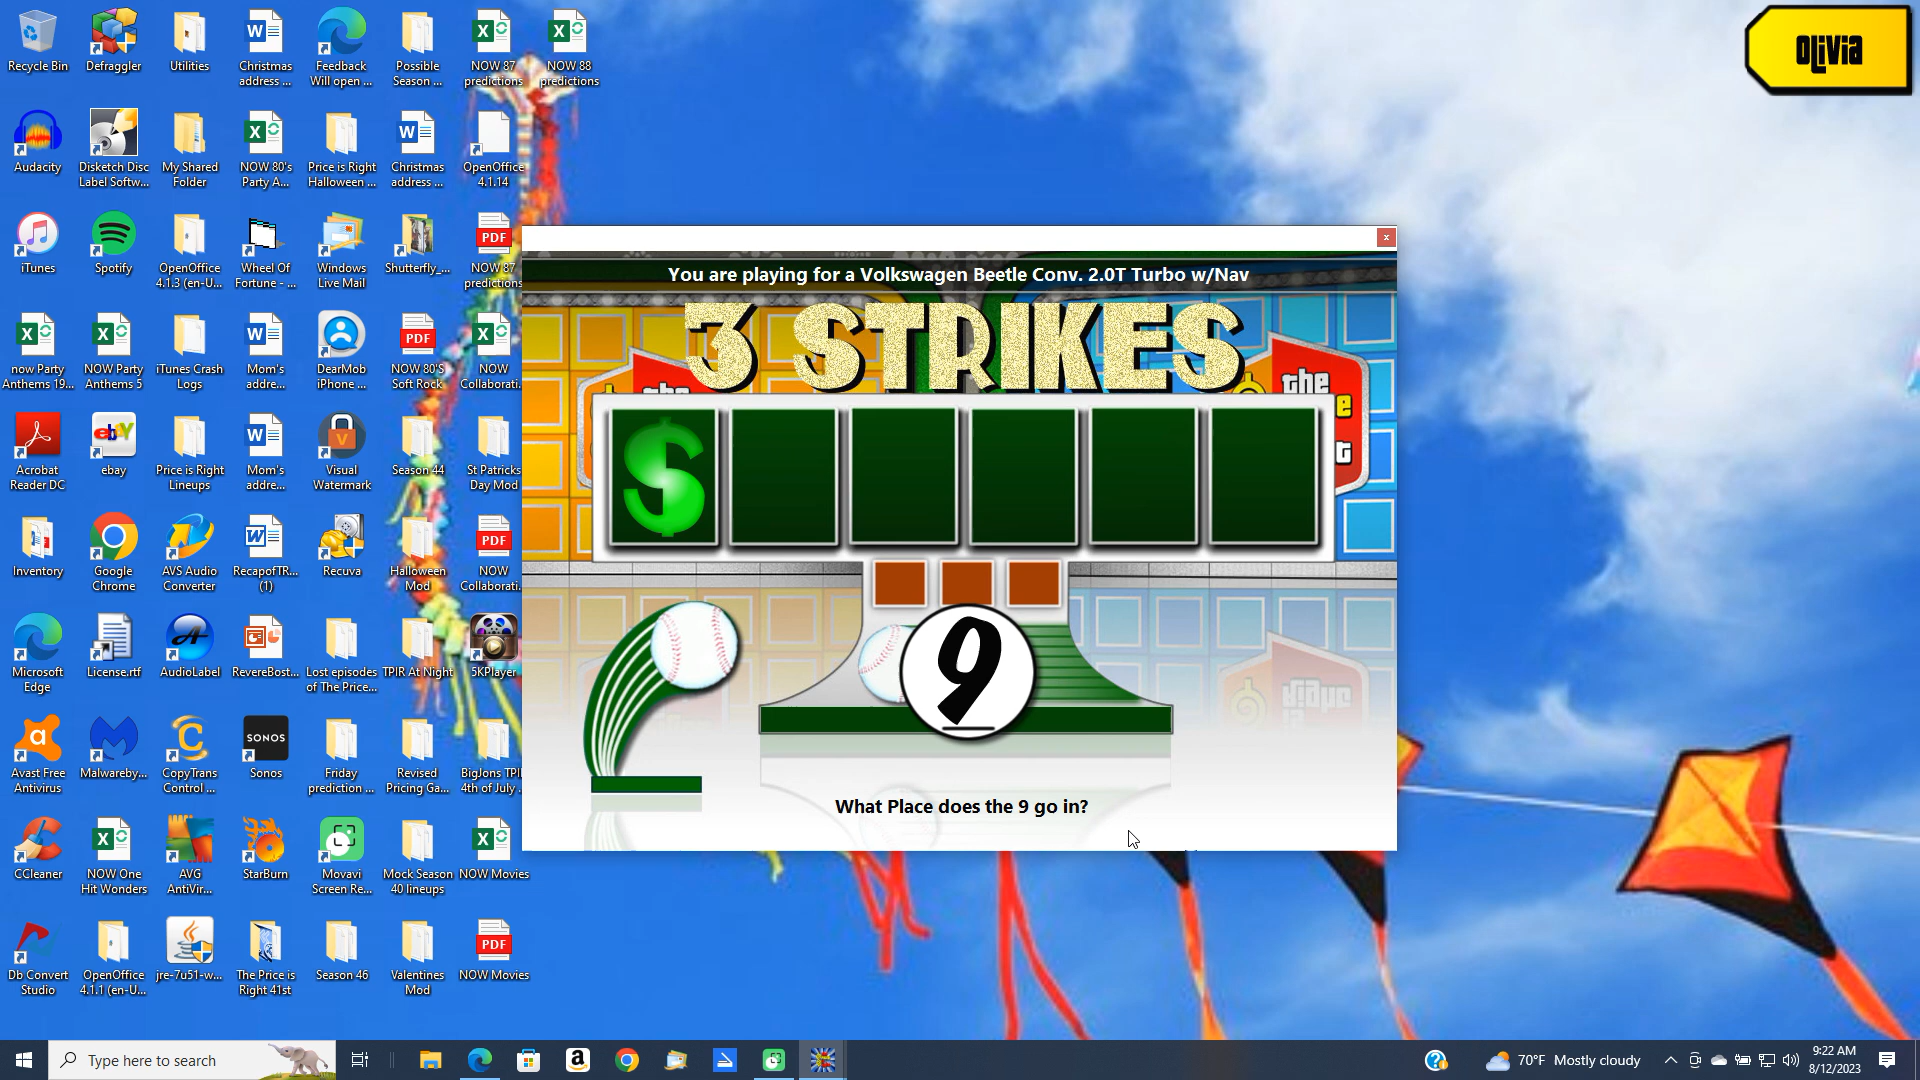 Recycle Bin
Defraggler
Utilities
Christmas
address ...
Feedback
Will open ...
Possible
Season ...
NOW 87
predictions
NOW 88
predictions
OLIVIA
Audacity
Disketch Disc
Label Softw...
My Shared
Folder
NOW 80's
Party A...
Price is Right
Halloween ...
Christmas
address ...
OpenOffice
4.1.14
iTunes
Spotify
OpenOffice
4.1.3 (en-U...
Wheel Of
Fortune - ...
Windows
Live Mail
Shutterfly_...
PDF
NOW 87
predictions
now Party
Anthems 19...
NOW Party
Anthems 5
iTunes Crash
Logs
Mom's
addre...
DearMob
iPhone ...
PDF
NOW 80'S
Soft Rock
NOW
Collaborati...
Acrobat
Reader DC
ebay
ebay
Price is Right
Lineups
Mom's
addre...
Visual
Watermark
Season 44
St Patricks
Day Mod
Inventory
Google
Chrome
AVS Audio
Converter
RecapofTR...
(1)
Recuva
Halloween
Mod
PDF
NOW
Collaborati...
Microsoft
Edge
License.rtf
AudioLabel
RevereBost...
Lost episodes
of The Price...
TPIR At Night
5KPlayer
Avast Free
Antivirus
Malwareby...
CopyTrans
Control ...
SONOS
Sonos
Friday
prediction ...
Revised
Pricing Ga...
BigJons TPI
4th of July ...
CCleaner
NOW One
Hit Wonders
AVG
AntiVir...
StarBurn
Movavi
Screen Re...
Mock Season
40 lineups
NOW Movies
Db Convert
Studio
OpenOffice
4.1.1 (en-U...
jre-7u51-w...
The Price is
Right 41st
Season 46
Valentines
Mod
PDF
NOW Movies
x
You are playing for a Volkswagen Beetle Conv. 2.0T Turbo w/Nav
3 STRIKES
the
the
$
9
What Place does the 9 go in?
Type here to search
70°F Mostly cloudy
9:22 AM
8/12/2023